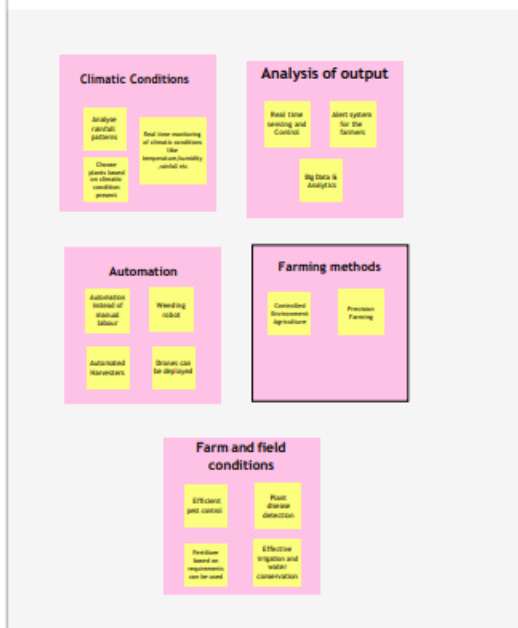 Climatic Conditions
Analyse
rainfall
patterns
Real time monitoring
of climatic conditions
like
temperature/humidity
,rainfall etc
Choose
plants based
on climatic
condition
present
Analysis of output
Real time
sensing and
Control
Alert system
for the
farmers
Big Data &
Analytics
Automation
Automation
instead of
manual
labour
Weeding
robot
Automated
Harvesters
Drones can
be deployed
Farming methods
Controlled
Environment
Agriculture
Precision
Farming
Farm and field
conditions
Efficient
pest control
Plant
disease
detection
Fertilizer
based on
requirements
can be used
Effective
irrigation and
water
conservation